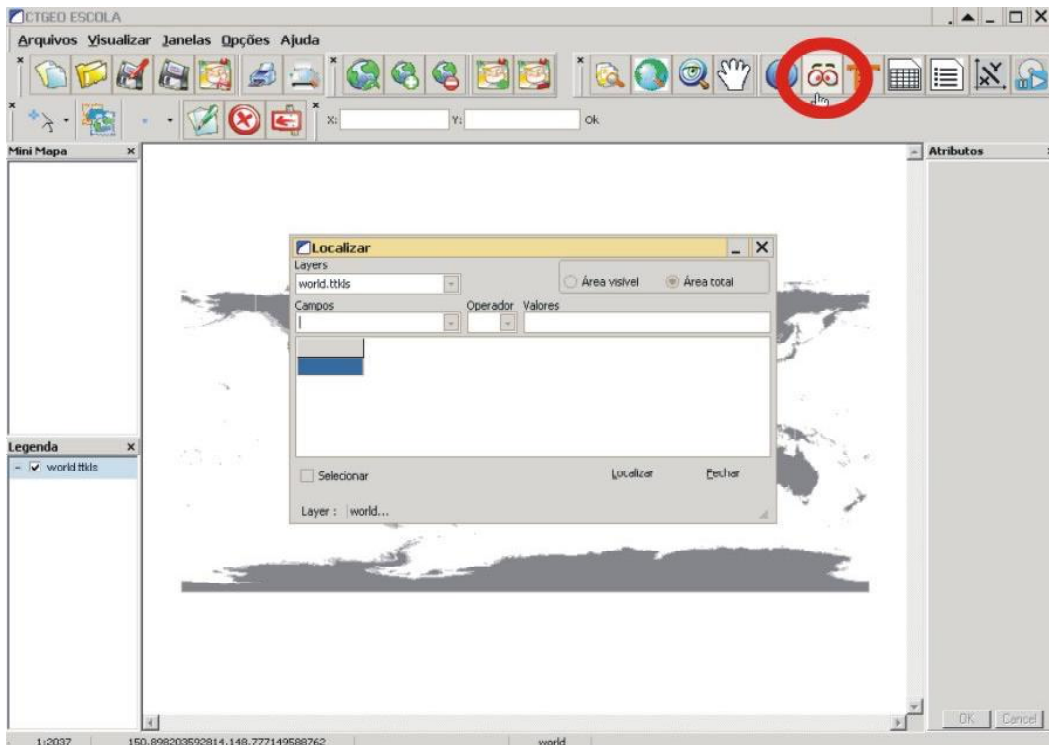 CTGEO ESCOLA
Arquivos Visualizar Janelas Opções Ajuda
X: Y: Ok
Mini Mapa
Atributos
Localizar
Layers
world.ttkls
Área visível Área total
Campos Operador Valores
Selecionar Localizar Fechar
Layer : world...
Legenda
world.ttkls
OK Cancel
1:2037 150.898203592814,148.777149588762 world